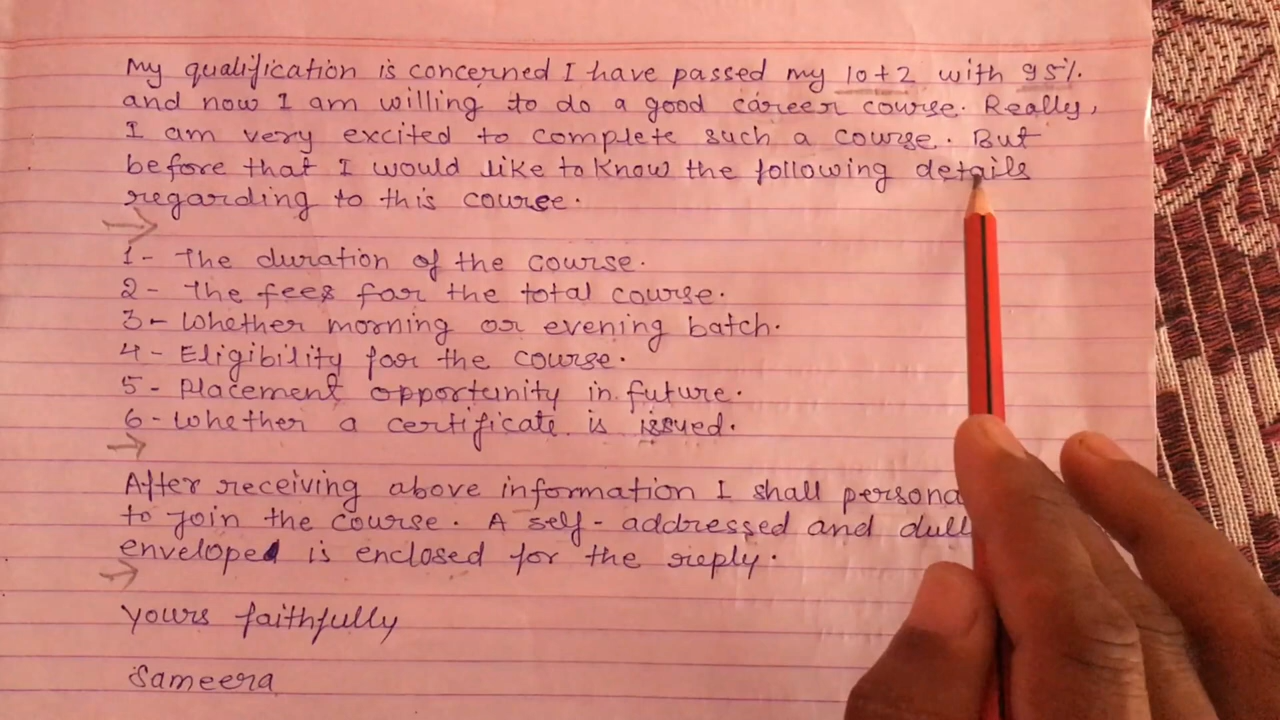 My qualification is concerned I have passed my 10+2 with 95%.
and now I am willing to do a good career course. Really,
I am very excited to complete such a course. But
before that I would like to know the following details
regarding to this course.
1- The duration of the course.
2- The fees for the total course.
3- Whether morning or evening batch.
4- Eligibility for the course.
5- Placement opportunity in future.
6- Whether a certificate is issued.
After receiving above information I shall
to join the course. A self-addressed and
enveloped is enclosed for the reply.
Yours faithfully
Sameera